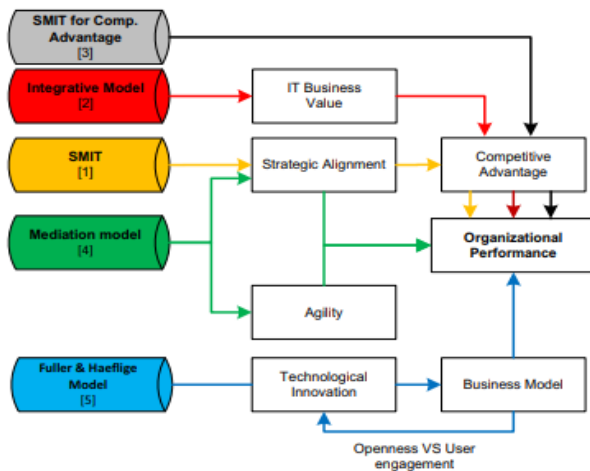 SMIT for Comp.
Advantage
[3]
Integrative Model
[2]
IT Business
Value
SMIT
[1]
Strategic Alignment
Competitive
Advantage
Mediation model
[4]
Organizational
Performance
Agility
Fuller & Haeflige
Model
[5]
Technological
Innovation
Business Model
Openness VS User
engagement